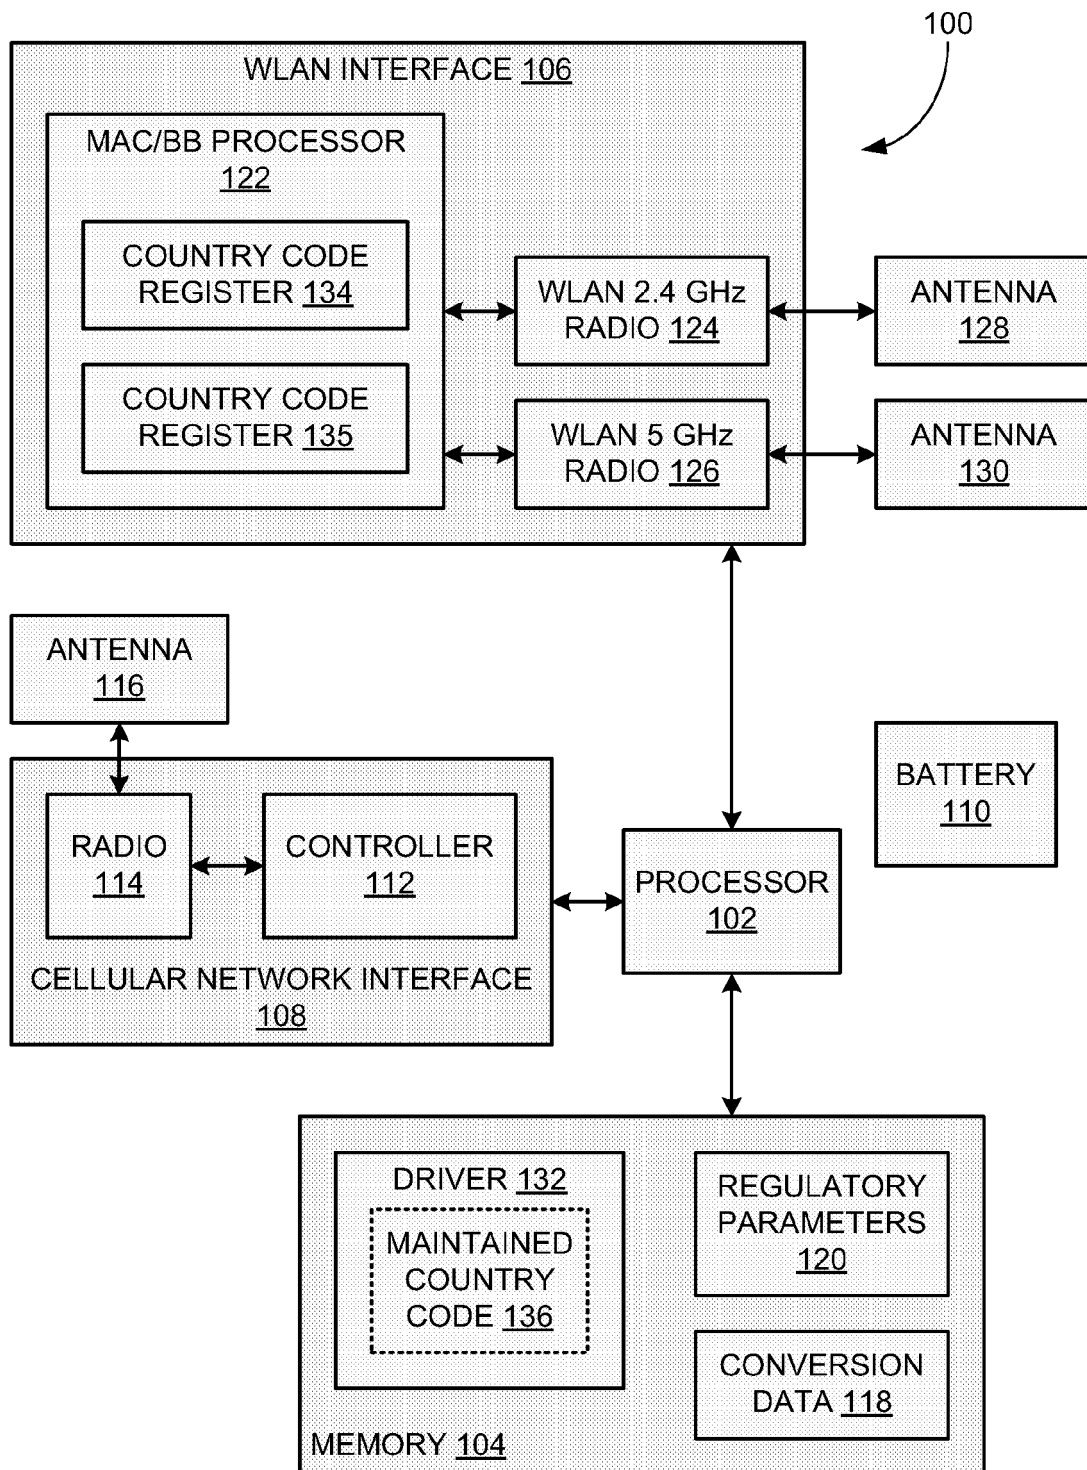 100
WLAN INTERFACE 106
MAC/BB PROCESSOR
122
COUNTRY CODE
REGISTER 134
COUNTRY CODE
REGISTER 135
WLAN 2.4 GHz
RADIO 124
WLAN 5 GHz
RADIO 126
ANTENNA
128
ANTENNA
130
ANTENNA
116
RADIO
114
CONTROLLER
112
CELLULAR NETWORK INTERFACE
108
PROCESSOR
102
BATTERY
110
DRIVER 132
MAINTAINED
COUNTRY
CODE 136
REGULATORY
PARAMETERS
120
CONVERSION
DATA 118
MEMORY 104